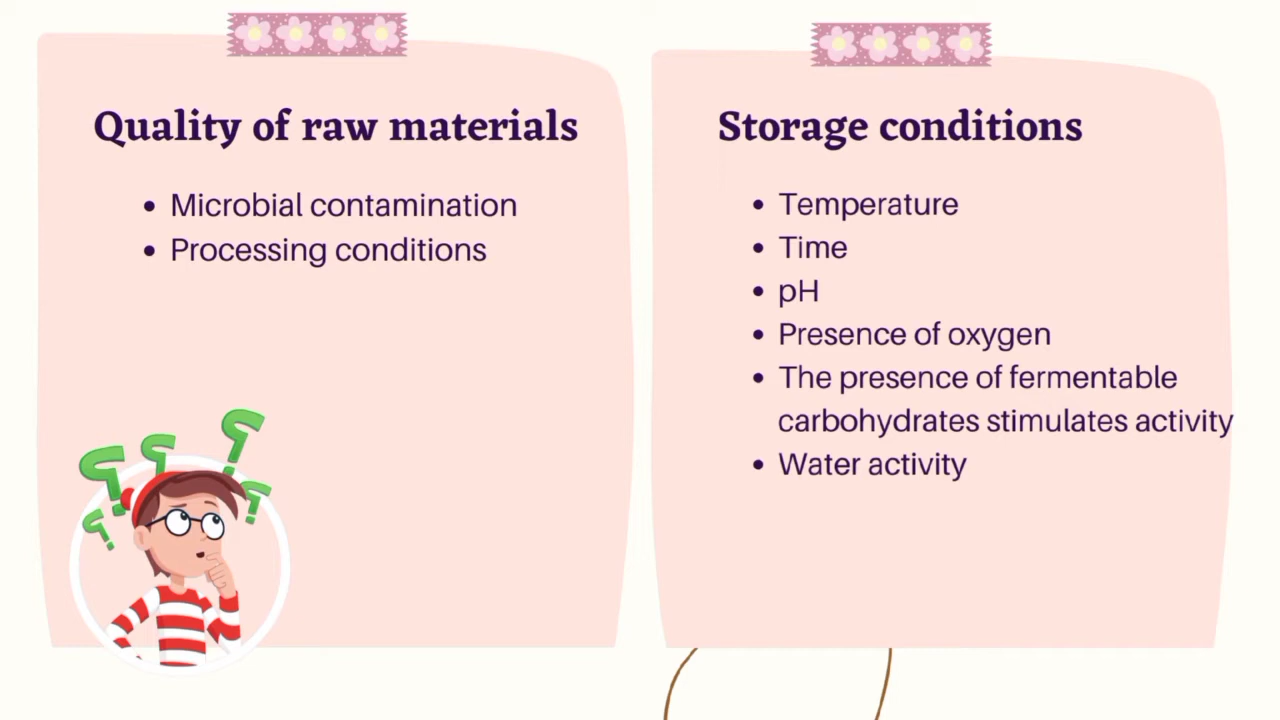 Quality of raw materials
• Microbial contamination
• Processing conditions
Storage conditions
• Temperature
• Time
• pH
• Presence of oxygen
• The presence of fermentable
carbohydrates stimulates activity
• Water activity
? ? ? ? ?